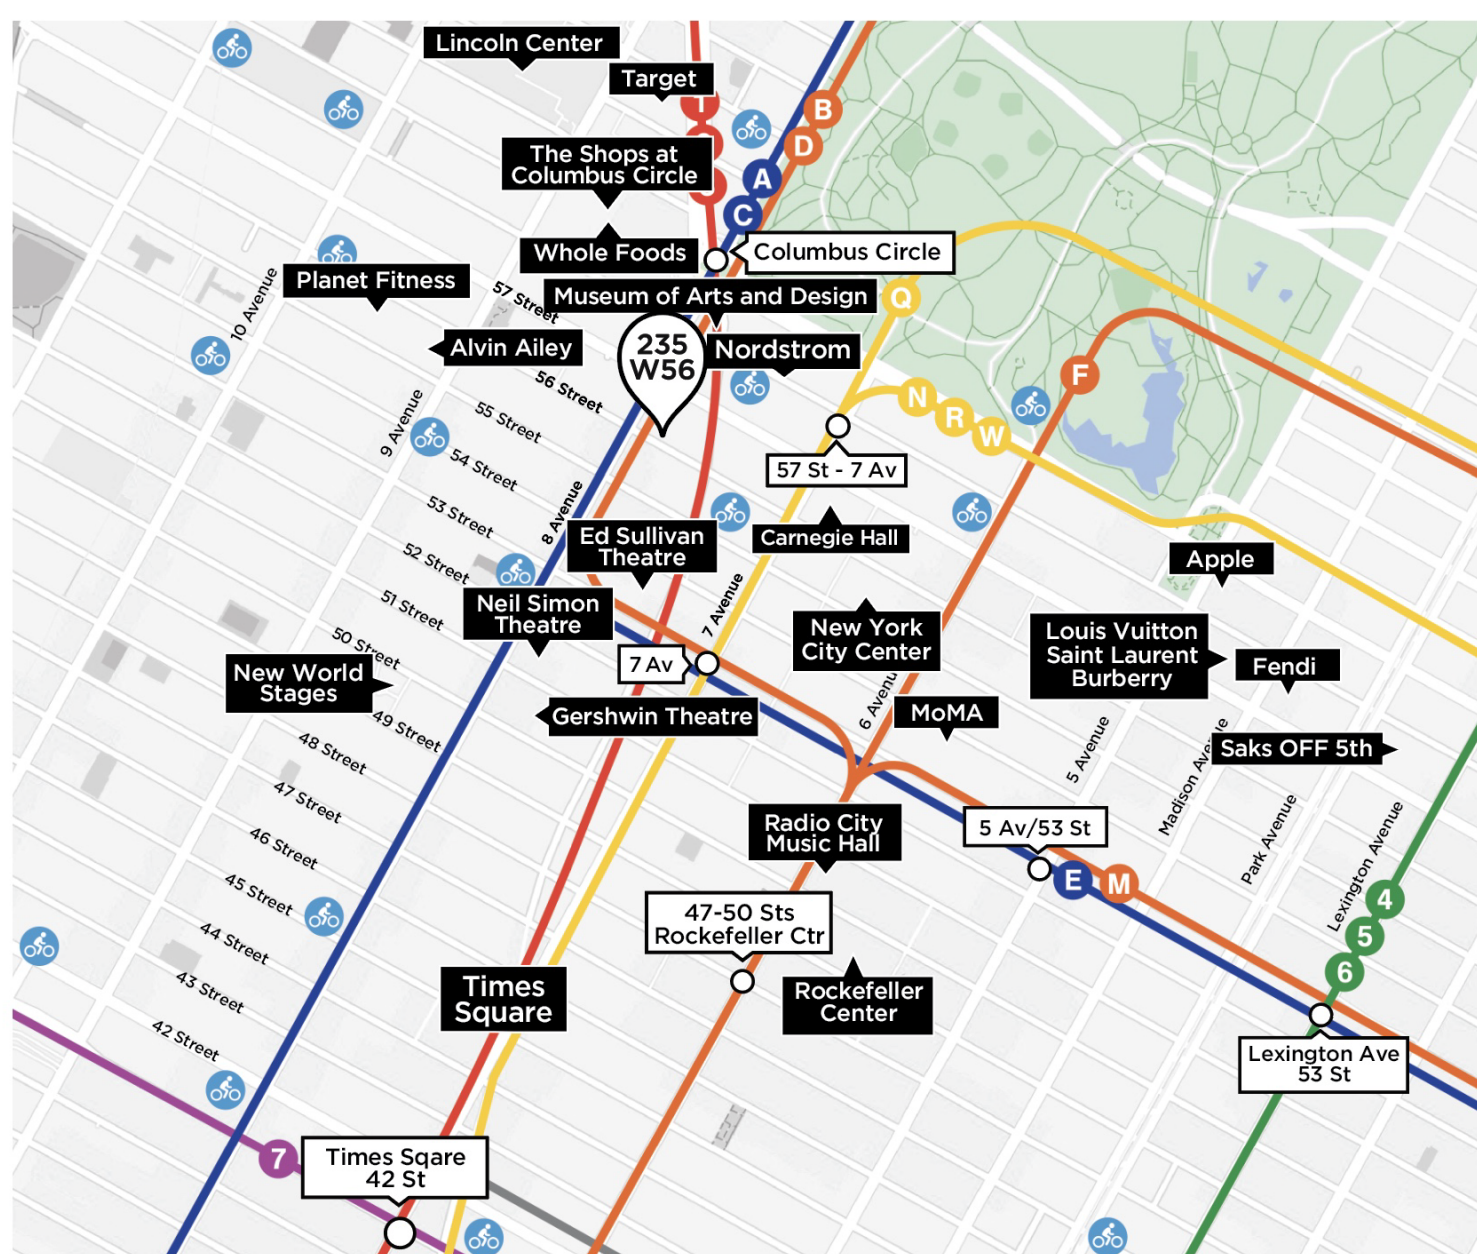 Lincoln Center
Target
1
B
D
A
C
The Shops at
Columbus Circle
Whole Foods
Columbus Circle
Planet Fitness
10 Avenue
57 Street
Museum of Arts and Design
Q
Alvin Ailey
235
W56
Nordstrom
56 Street
F
N
R
W
9 Avenue
55 Street
57 St - 7 Av
54 Street
53 Street
8 Avenue
Ed Sullivan
Theatre
Carnegie Hall
52 Street
Apple
51 Street
Neil Simon
Theatre
7 Avenue
New York
City Center
Louis Vuitton
Saint Laurent
Burberry
Fendi
50 Street
7 Av
New World
Stages
6 Avenu
MoMA
49 Street
Gershwin Theatre
48 Street
5 Avenue
Madison Avenue
Saks OFF 5th
47 Street
Radio City
Music Hall
5 Av/53 St
Park Avenue
Lexington Avenue
46 Street
E
M
45 Street
4
5
6
47-50 Sts
Rockefeller Ctr
44 Street
43 Street
Times
Square
Rockefeller
Center
42 Street
Lexington Ave
53 St
7
Times Sqare
42 St